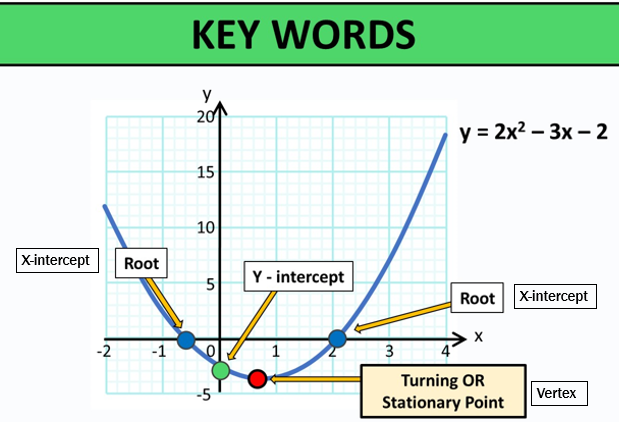 KEY WORDS
y
20
y = 2x² – 3x – 2
15
10
X-intercept
Root
Y - intercept
5
Root
X-intercept
x
-2
-1
0
1
2
3
4
-5
Turning OR
Stationary Point
Vertex